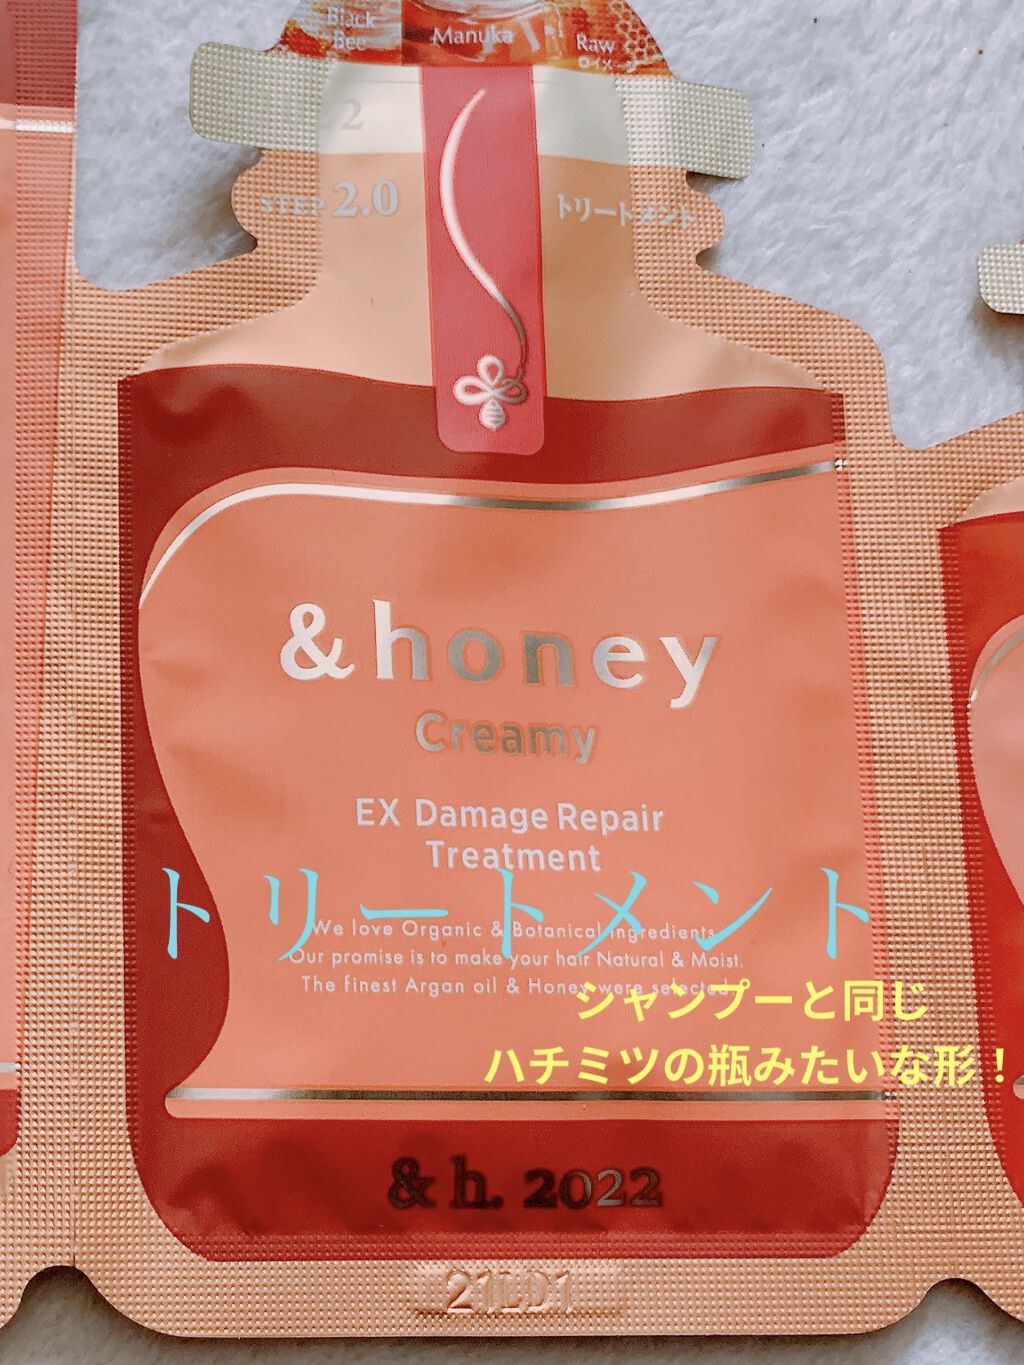 Black
Bee
Manuka
Raw
STEP 2.0
トリートメント
&honey
Creamy
EX Damage Repair
Treatment
トリートメント
We love Organic & Botanical ingredients.
Our promise is to make your hair Natural & Moist.
The finest Argan oil & Honey were selected.
シャンプーと同じ
ハチミツの瓶みたいな形！
& h. 2022
21LD1